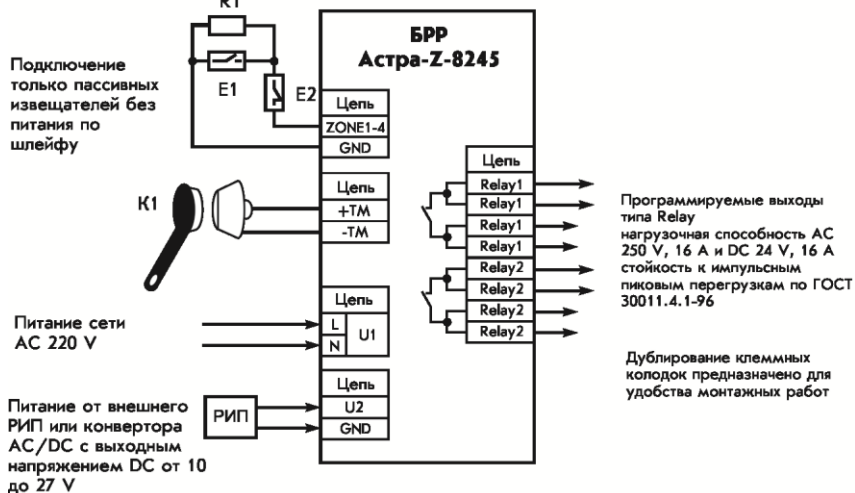 R1
БРР
Астра-Z-8245
Подключение
только пассивных
извещателей без
питания по
шлейфу
E1
E2
Цепь
ZONE1-4
GND
K1
Цепь
+TM
-TM
Цепь
Relay1
Relay1
Relay1
Relay1
Relay2
Relay2
Relay2
Relay2
Программируемые выходы
типа Relay
нагрузочная способность AC
250 V, 16 A и DC 24 V, 16 A
стойкость к импульсным
пиковым перегрузкам по ГОСТ
30011.4.1-96
Питание сети
AC 220 V
Цепь
L
N
U1
Дублирование клеммных
колодок предназначено для
удобства монтажных работ
Питание от внешнего
РИП или конвертора
AC/DC с выходным
напряжением DC от 10
до 27 V
РИП
Цепь
U2
GND